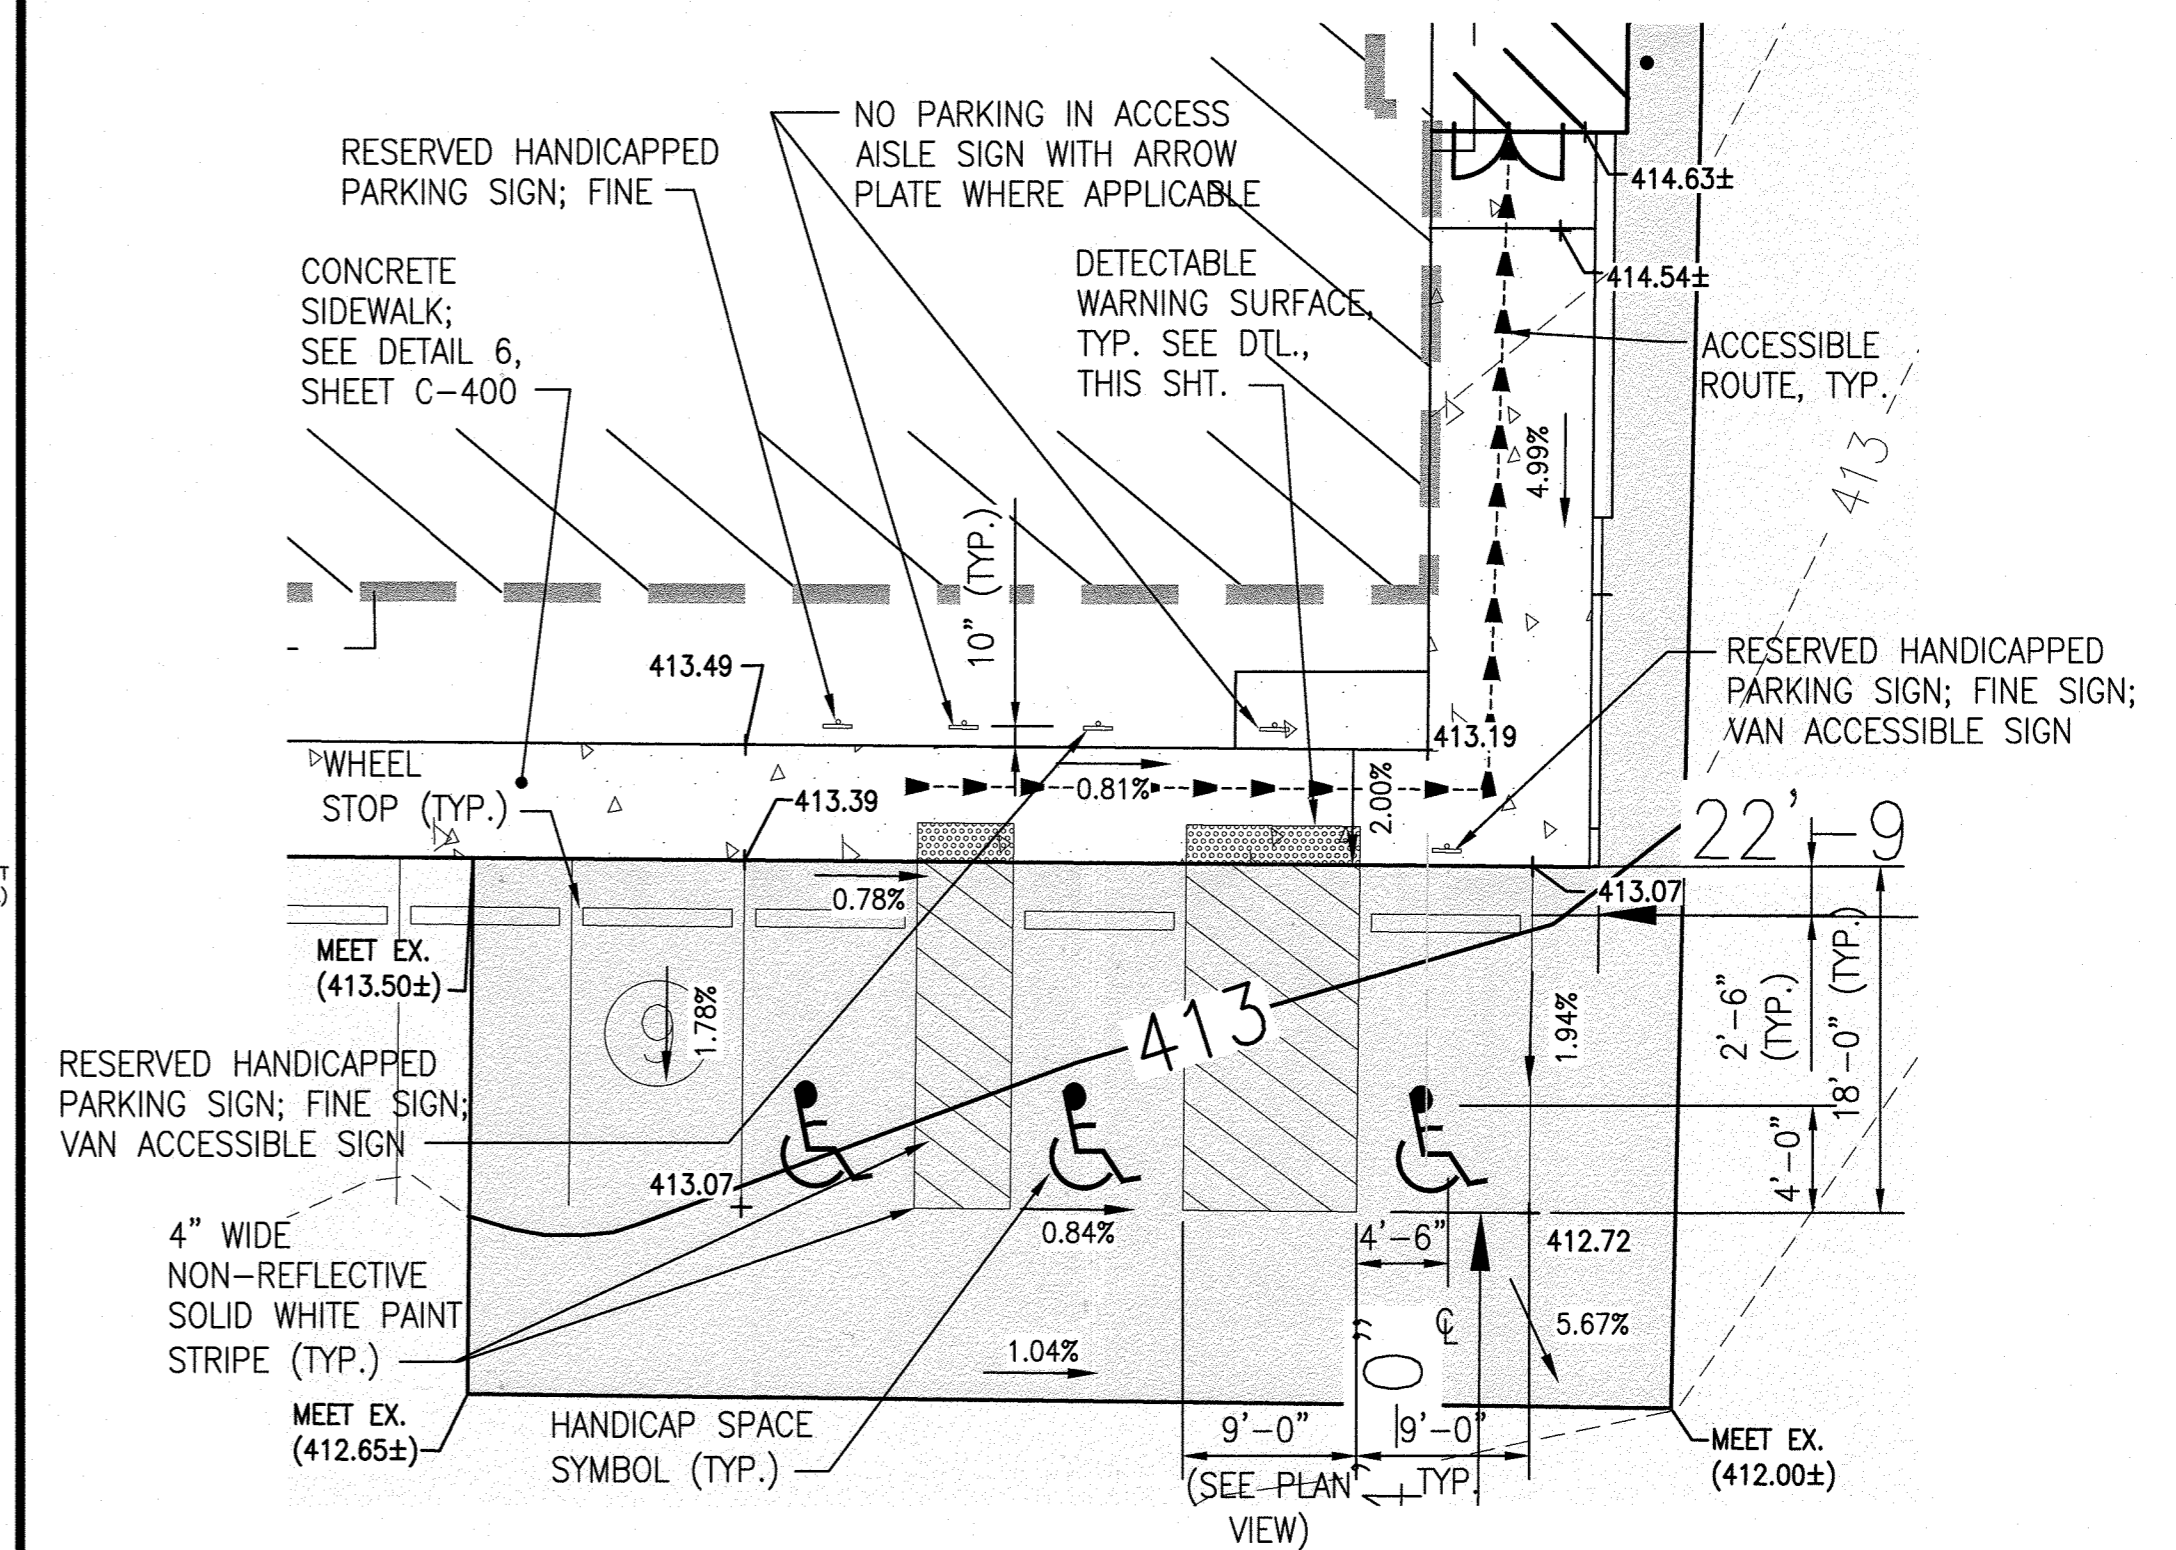 NO PARKING IN ACCESS
AISLE SIGN WITH ARROW
PLATE WHERE APPLICABLE
RESERVED HANDICAPPED
PARKING SIGN; FINE
414.63±
CONCRETE
SIDEWALK;
SEE DETAIL 6,
SHEET C-400
DETECTABLE
WARNING SURFACE,
TYP. SEE DTL.,
THIS SHT.
414.54±
ACCESSIBLE
ROUTE, TYP.
4.99%
413
10" (TYP.)
413.49
RESERVED HANDICAPPED
PARKING SIGN; FINE SIGN;
VAN ACCESSIBLE SIGN
413.19
WHEEL
STOP (TYP.)
413.39
0.81%
2.00%
22'-9
0.78%
413.07
MEET EX.
(413.50±)
9
1.78%
413
1.94%
2'-6"
(TYP.)
18'-0" (TYP.)
RESERVED HANDICAPPED
PARKING SIGN; FINE SIGN;
VAN ACCESSIBLE SIGN
413.07
4'-0"
4" WIDE
NON-REFLECTIVE
SOLID WHITE PAINT
STRIPE (TYP.)
0.84%
4'-6"
412.72
1.04%
5.67%
MEET EX.
(412.65±)
HANDICAP SPACE
SYMBOL (TYP.)
9'-0"
(SEE PLAN
VIEW)
9'-0"
TYP.
MEET EX.
(412.00±)